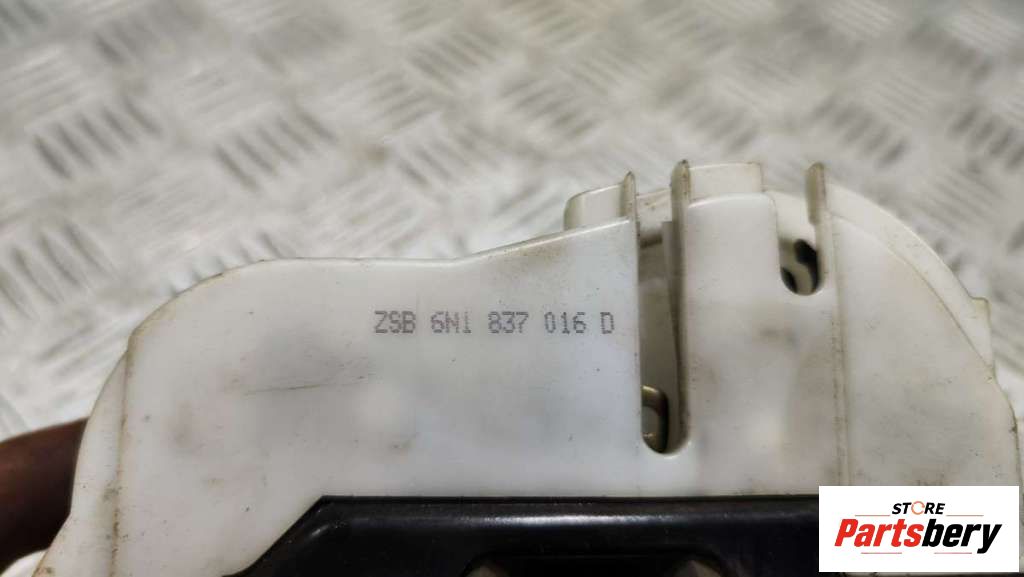 ZSB 6N1 837 016 D
STORE
Partsbery